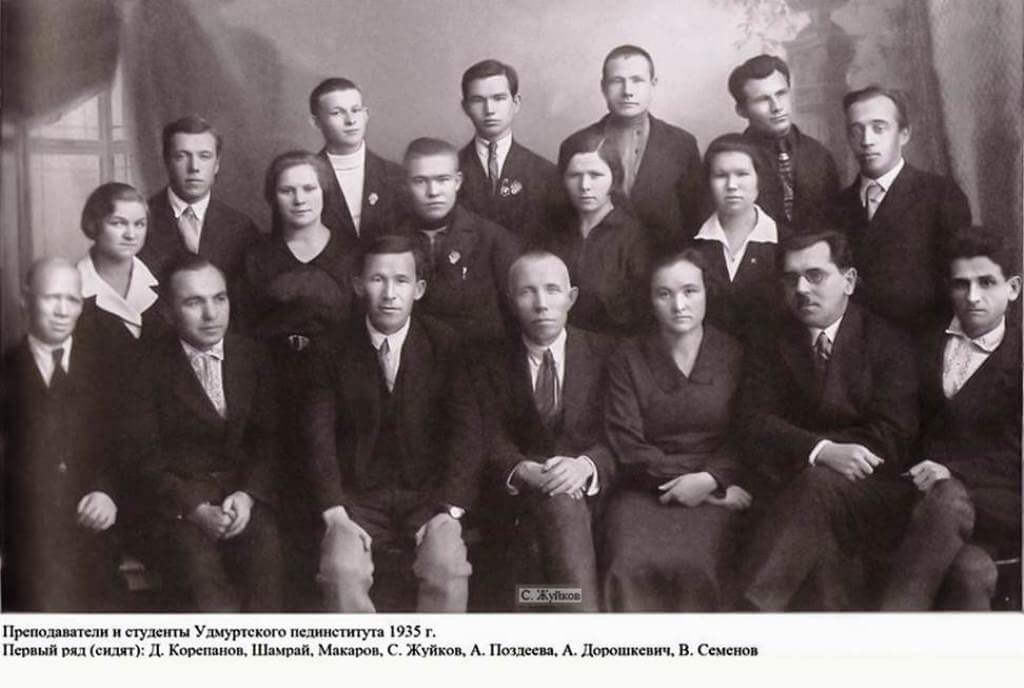 С. Жуйков
Преподаватели и студенты Удмуртского пединститута 1935 г.
Первый ряд (сидят): Д. Корепанов, Шамрай, Макаров, С. Жуйков, А. Поздеева, А. Дорошкевич, В. Семенов